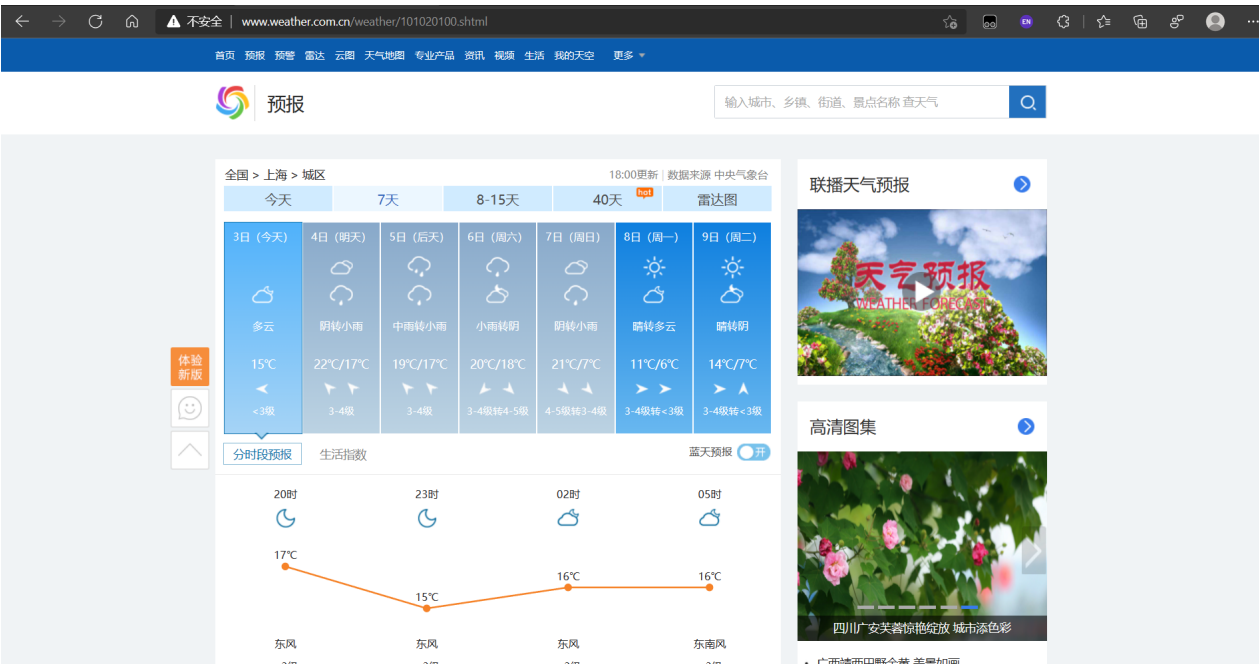 不安全 | www.weather.com.cn/weather/101020100.shtml
EN
首页 预报 预警 雷达 云图 天气地图 专业产品 资讯 视频 生活 我的天空 更多
预报
输入城市、乡镇、街道、景点名称 查天气
全国 > 上海 > 城区
18:00更新 | 数据来源 中央气象台
今天 7天 8-15天 40天 hot 雷达图
3日（今天） 4日（明天） 5日（后天） 6日（周六） 7日（周日） 8日（周一） 9日（周二）
多云 阴转小雨 中雨转小雨 小雨转阴 阴转小雨 晴转多云 晴转阴
15℃ 22℃/17℃ 19℃/17℃ 20℃/18℃ 21℃/7℃ 11℃/6℃ 14℃/7℃
<3级 3-4级 3-4级 3-4级转4-5级 4-5级转3-4级 3-4级转<3级 3-4级转<3级
体验
新版
分时段预报 生活指数
蓝天预报 开
20时 23时 02时 05时
17℃
15℃
16℃
16℃
东风 东风 东风 东南风
联播天气预报
天气预报
WEATHER FORECAST
高清图集
四川广安芙蓉惊艳绽放 城市添色彩